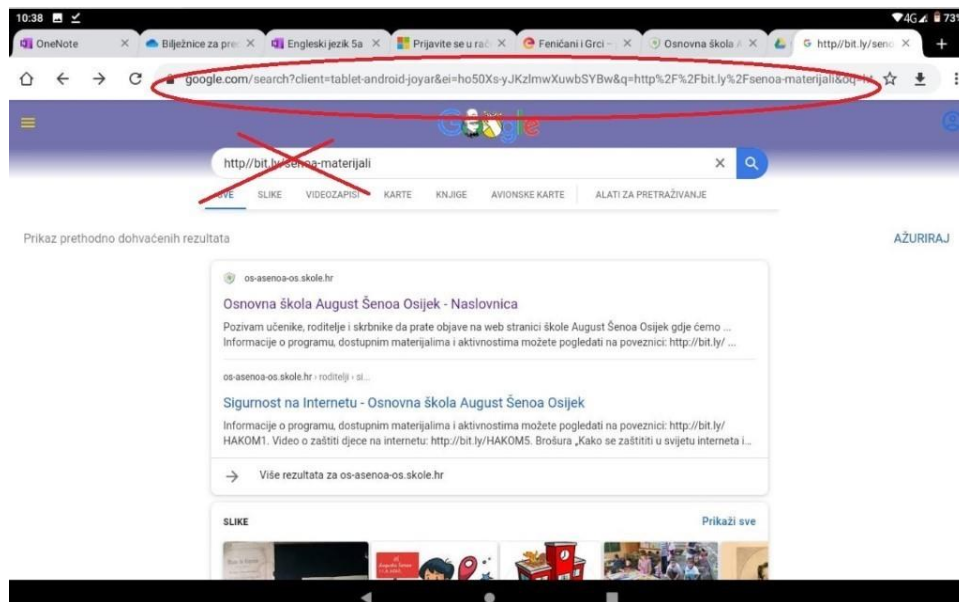 10:38
4G 73%
OneNote
Bilježnice za pre
Engleski jezik 5a
Prijavite se u rač
Feničani i Grci -
Osnovna škola A
http//bit.ly/seno
google.com/search?client=tablet-android-joyar&ei=ho50Xs-yJKzlmwXuwbSYBw&q=http%2F%2Fbit.ly%2Fsenoa-materijali&oq=ht
Google
http//bit.ly/senoa-materijali
SVE SLIKE VIDEOZAPISI KARTE KNJIGE AVIONSKE KARTE ALATI ZA PRETRAŽIVANJE
Prikaz prethodno dohvaćenih rezultata AŽURIRAJ
os-asenoa-os.skole.hr
Osnovna škola August Šenoa Osijek - Naslovnica
Pozivam učenike, roditelje i skrbnike da prate objave na web stranici škole August Šenoa Osijek gdje ćemo ...
Informacije o programu, dostupnim materijalima i aktivnostima možete pogledati na poveznici: http://bit.ly/ ...
os-asenoa-os.skole.hr › roditelji › si...
Sigurnost na Internetu - Osnovna škola August Šenoa Osijek
Informacije o programu, dostupnim materijalima i aktivnostima možete pogledati na poveznici: http://bit.ly/
HAKOM1. Video o zaštiti djece na internetu: http://bit.ly/HAKOM5. Brošura „Kako se zaštititi u svijetu interneta i...
Više rezultata za os-asenoa-os.skole.hr
SLIKE Prikaži sve